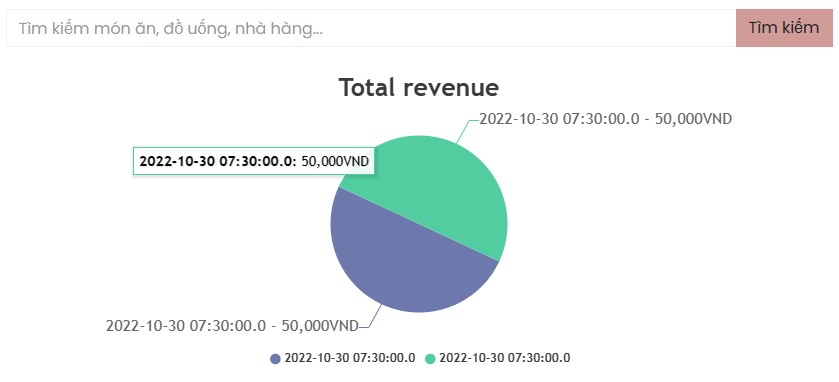 Tìm kiếm món ăn, đồ uống, nhà hàng... Tìm kiếm
Total revenue
2022-10-30 07:30:00.0 - 50,000VND
2022-10-30 07:30:00.0: 50,000VND
2022-10-30 07:30:00.0 - 50,000VND
2022-10-30 07:30:00.0 2022-10-30 07:30:00.0